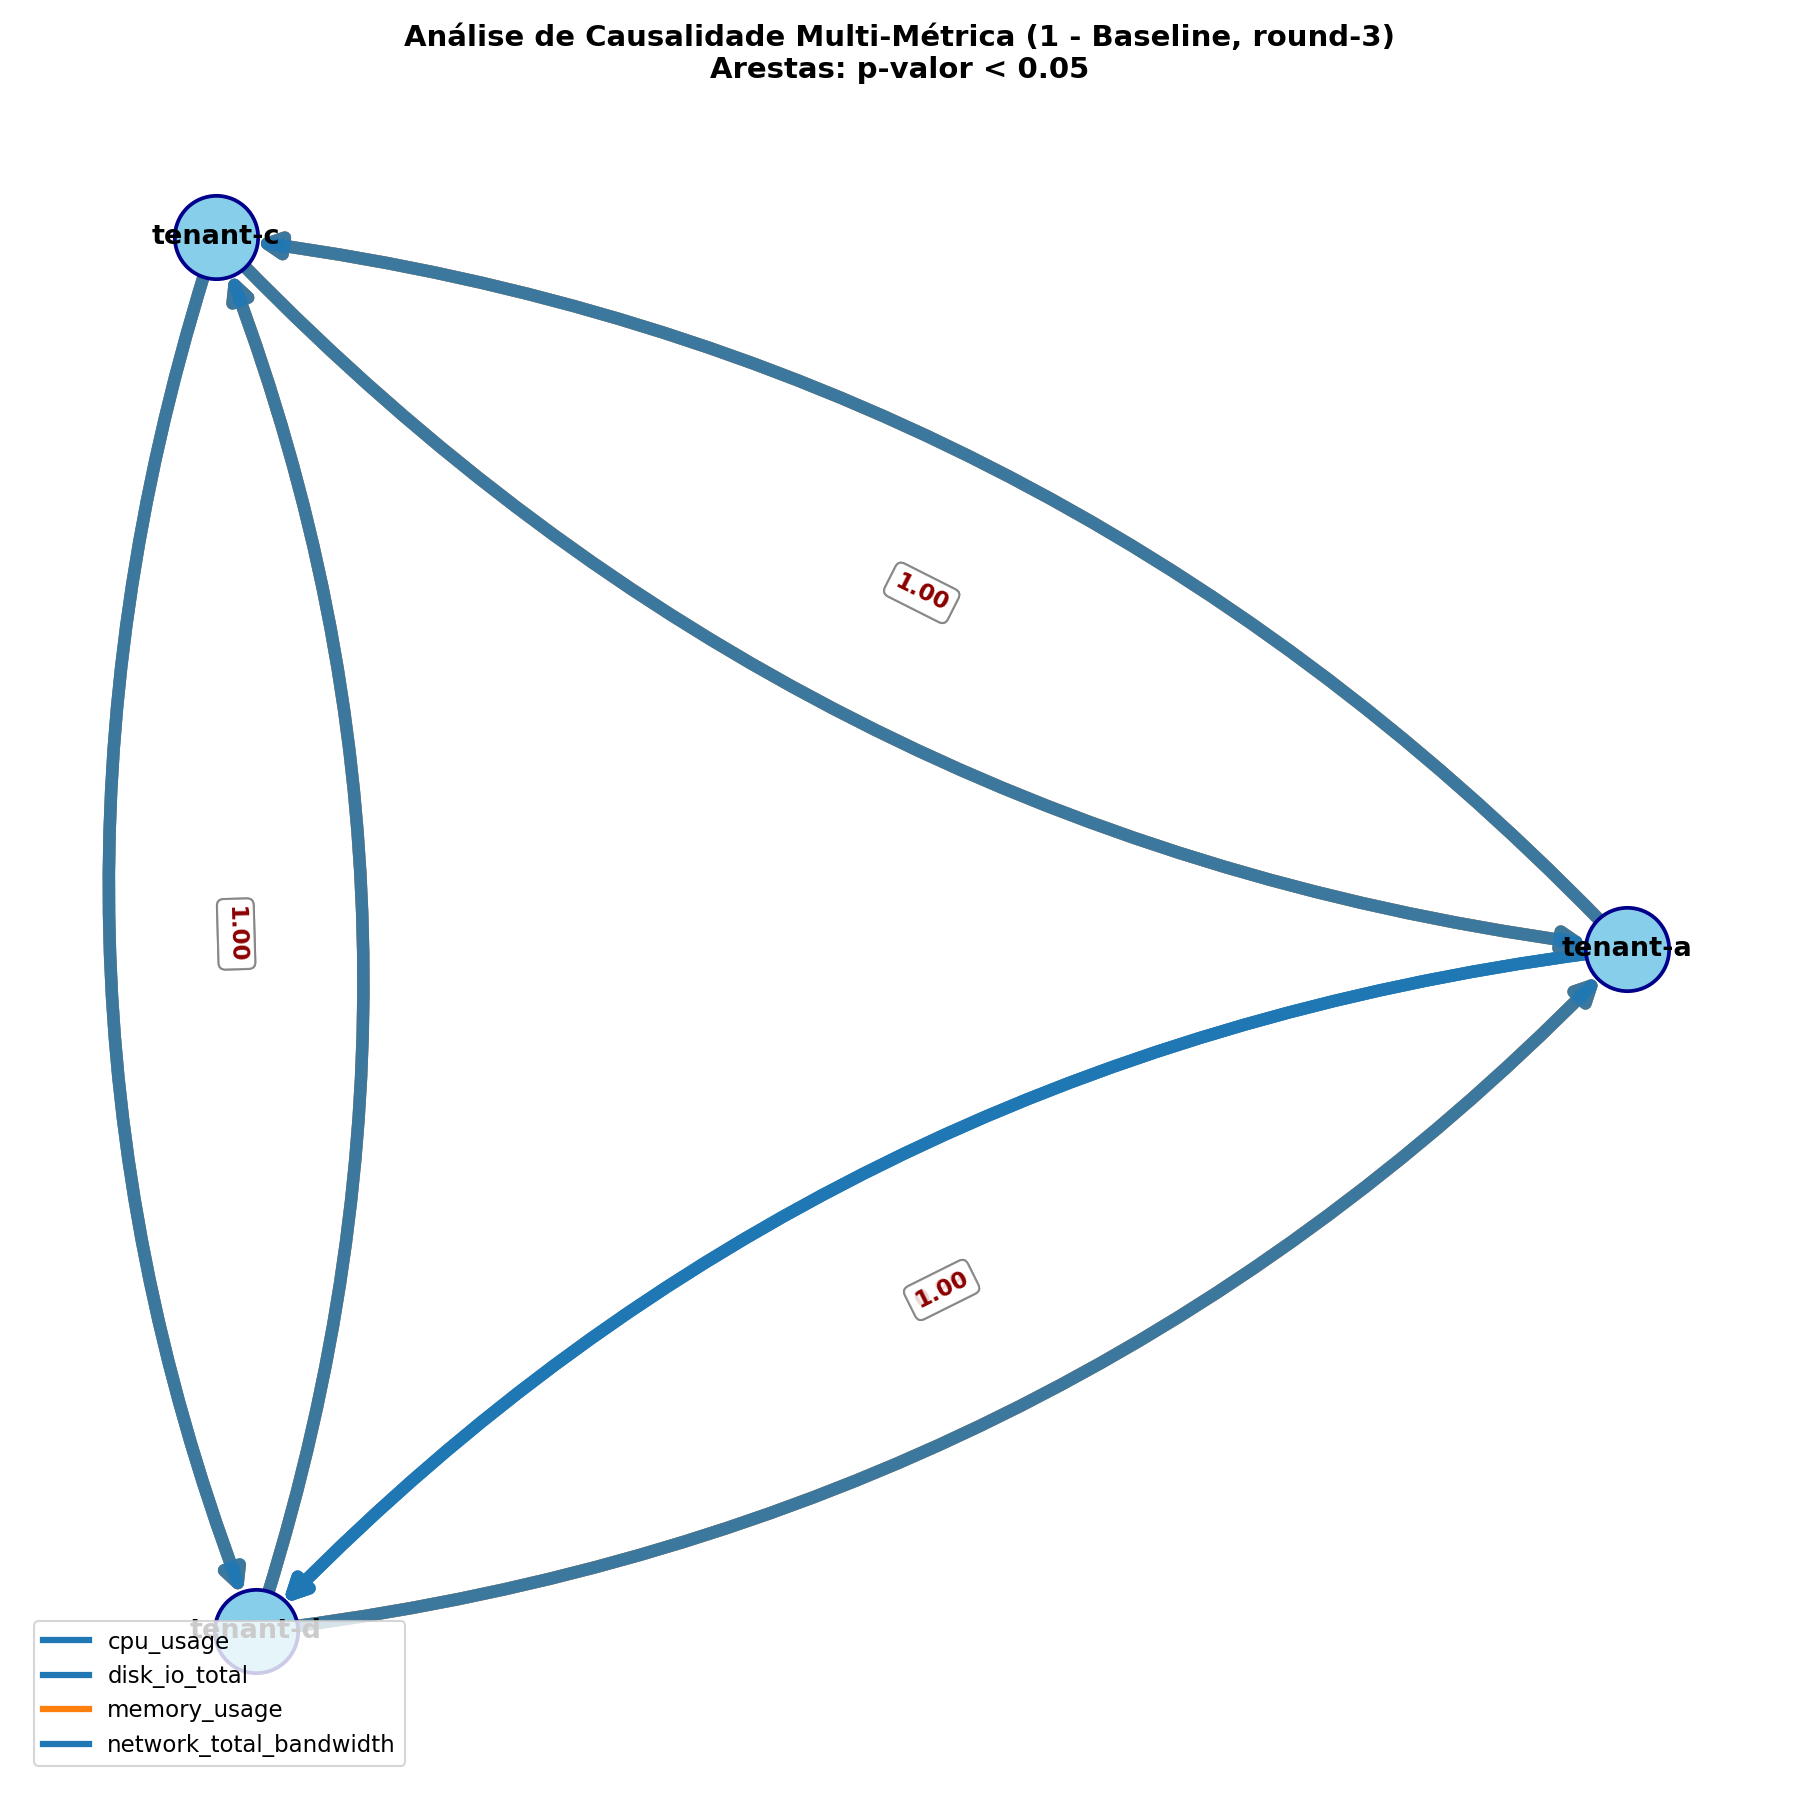 Análise de Causalidade Multi-Métrica (1 - Baseline, round-3)
Arestas: p-valor < 0.05
tenant-c
1.00
1.00
tenant-a
1.00
tenant-d
cpu_usage
disk_io_total
memory_usage
network_total_bandwidth